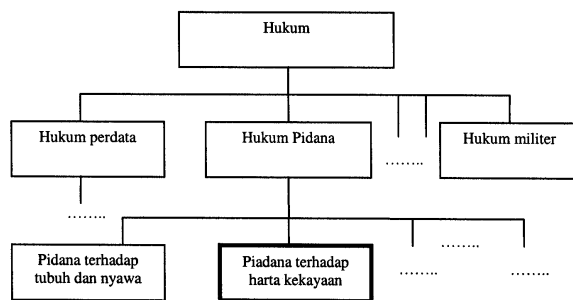 Hukum
Hukum perdata
Hukum Pidana
........
Hukum militer
........
Pidana terhadap
tubuh dan nyawa
Piadana terhadap
harta kekayaan
........
........
........